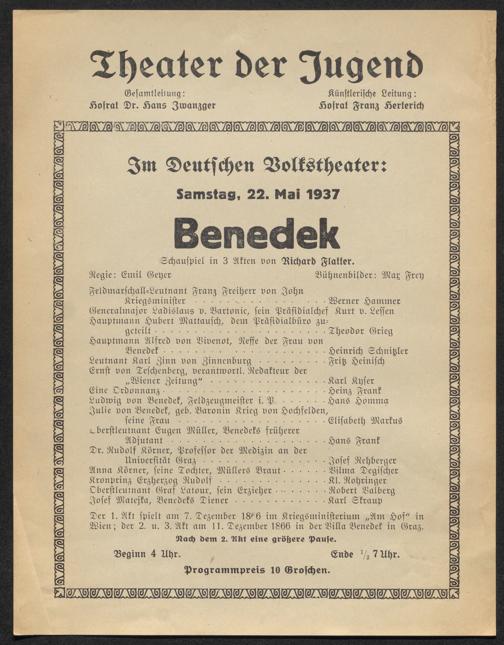 Theater der Jugend
Gesamtleitung:
Hofrat Dr. Hans Zwanzger
Künstlerische Leitung:
Hofrat Franz Herterich
Im Deutschen Volkstheater:
Samstag, 22. Mai 1937
Benedek
Schauspiel in 3 Akten von Richard Flatter.
Regie: Emil Geyer Bühnenbilder: Max Frey
Feldmarschall-Leutnant Franz Freiherr von John
Kriegsminister . . . . . . . . . . . . . . . Werner Hammer
Generalmajor Ladislaus v. Bartonic, sein Präsidialchef Kurt v. Lessen
Hauptmann Hubert Mattausch, dem Präsidialbüro zu-
geteilt . . . . . . . . . . . . . . . . . . Theodor Grieg
Hauptmann Alfred von Vivenot, Neffe der Frau von
Benedek . . . . . . . . . . . . . . . . . Heinrich Schnitzler
Leutnant Karl Zinn von Zinnenburg . . . . . . . . Fritz Heinisch
Ernst von Teschenberg, verantwortl. Redakteur der
„Wiener Zeitung“ . . . . . . . . . . . . . Karl Kyser
Eine Ordonnanz . . . . . . . . . . . . . . . . Heinz Frank
Ludwig von Benedek, Feldzeugmeister i. P. . . . . . . Hans Homma
Julie von Benedek, geb. Baronin Krieg von Hochfelden,
seine Frau . . . . . . . . . . . . . . . . Elisabeth Markus
Oberstleutnant Eugen Müller, Benedeks früherer
Adjutant . . . . . . . . . . . . . . . . . Hans Frank
Dr. Rudolf Körner, Professor der Medizin an der
Universität Graz . . . . . . . . . . . . . . Josef Rehberger
Anna Körner, seine Tochter, Müllers Braut . . . . . . Vilma Degischer
Kronprinz Erzherzog Rudolf . . . . . . . . . . . Kl. Rohringer
Oberstleutnant Graf Latour, sein Erzieher . . . . . . . Robert Valberg
Josef Matejka, Benedeks Diener . . . . . . . . . . Karl Skraup
Der 1. Akt spielt am 7. Dezember 1866 im Kriegsministerium „Am Hof“ in
Wien; der 2. u. 3. Akt am 11. Dezember 1866 in der Villa Benedek in Graz.
Nach dem 2. Akt eine größere Pause.
Beginn 4 Uhr. Ende ½ 7 Uhr.
Programmpreis 10 Groschen.